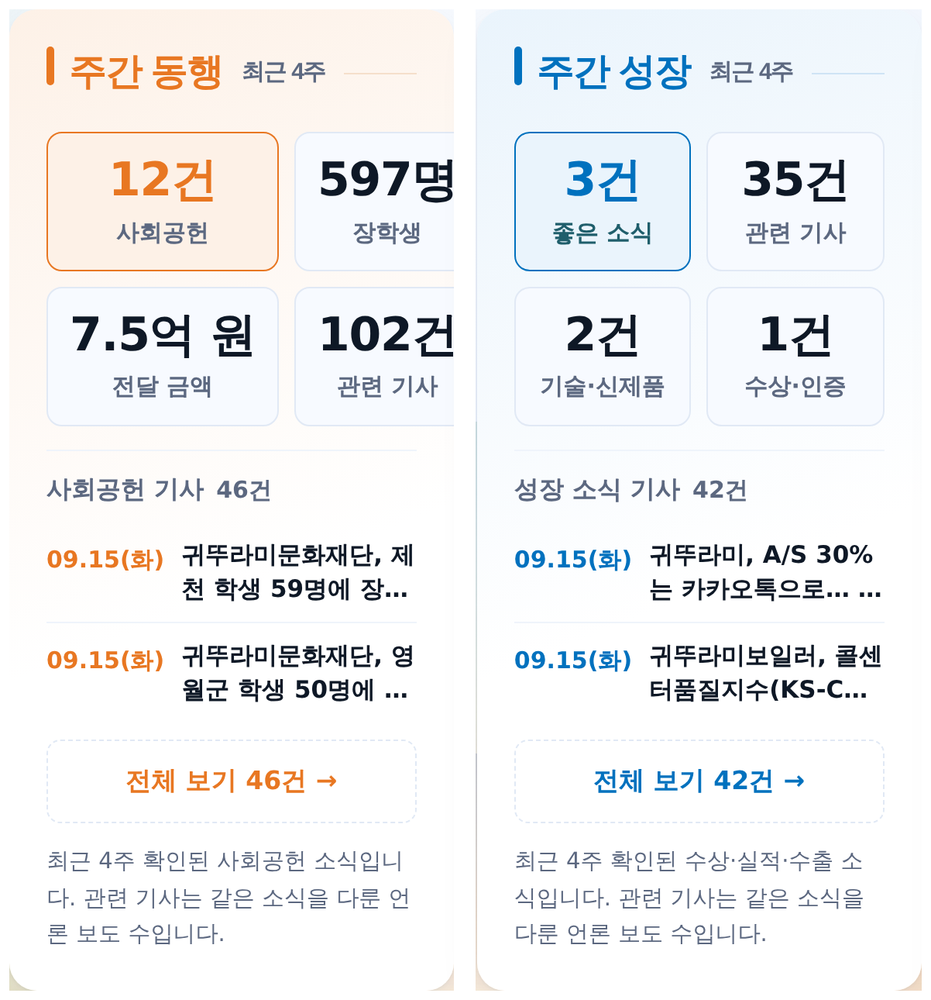 주간 동행 최근 4주
12건
사회공헌
597명
장학생
7.5억 원
전달 금액
102건
관련 기사
사회공헌 기사 46건
09.15(화) 귀뚜라미문화재단, 제
천 학생 59명에 장…
09.15(화) 귀뚜라미문화재단, 영
월군 학생 50명에 …
전체 보기 46건 →
최근 4주 확인된 사회공헌 소식입니
다. 관련 기사는 같은 소식을 다룬 언
론 보도 수입니다.
주간 성장 최근 4주
3건
좋은 소식
35건
관련 기사
2건
기술·신제품
1건
수상·인증
성장 소식 기사 42건
09.15(화) 귀뚜라미, A/S 30%
는 카카오톡으로… …
09.15(화) 귀뚜라미보일러, 콜센
터품질지수(KS-C…
전체 보기 42건 →
최근 4주 확인된 수상·실적·수출 소
식입니다. 관련 기사는 같은 소식을
다룬 언론 보도 수입니다.